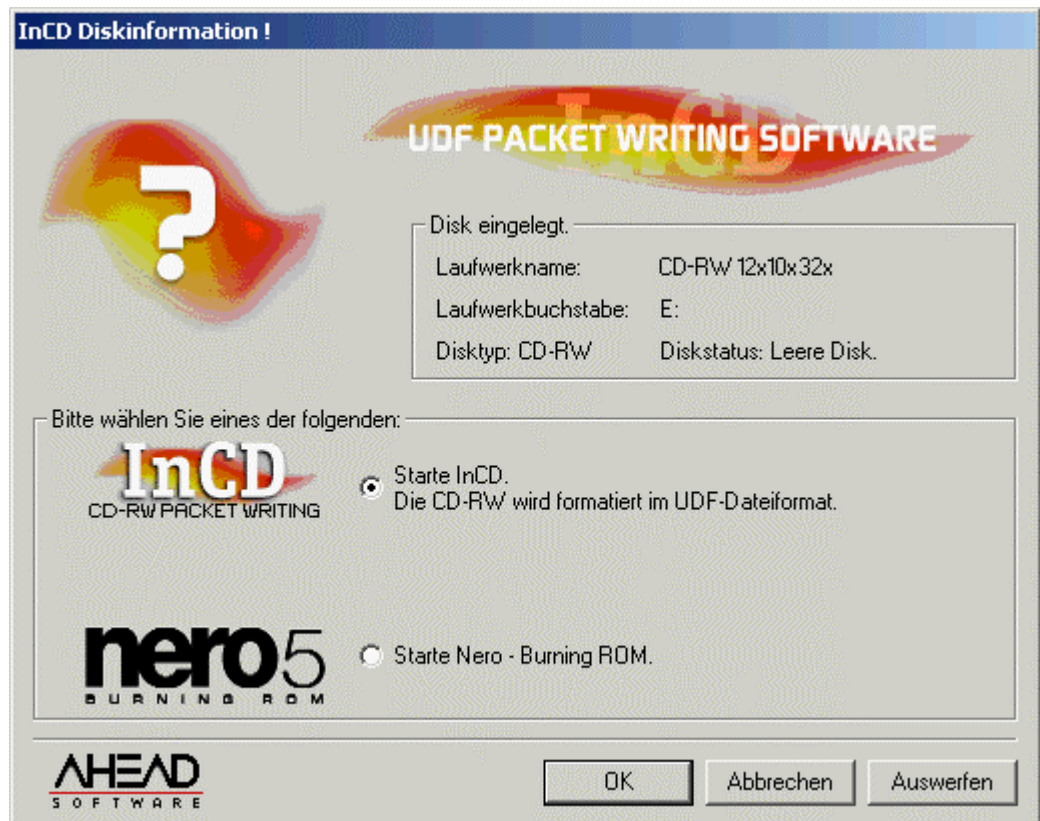 InCD Diskinformation !
?
InCD
UDF PACKET WRITING SOFTWARE
Disk eingelegt.
Laufwerkname: CD-RW 12x10x32x
Laufwerkbuchstabe: E:
Disktyp: CD-RW Diskstatus: Leere Disk.
Bitte wählen Sie eines der folgenden:
InCD
CD-RW PACKET WRITING
Starte InCD.
Die CD-RW wird formatiert im UDF-Dateiformat.
nero5
BURNING ROM
Starte Nero - Burning ROM.
AHEAD
SOFTWARE
OK Abbrechen Auswerfen